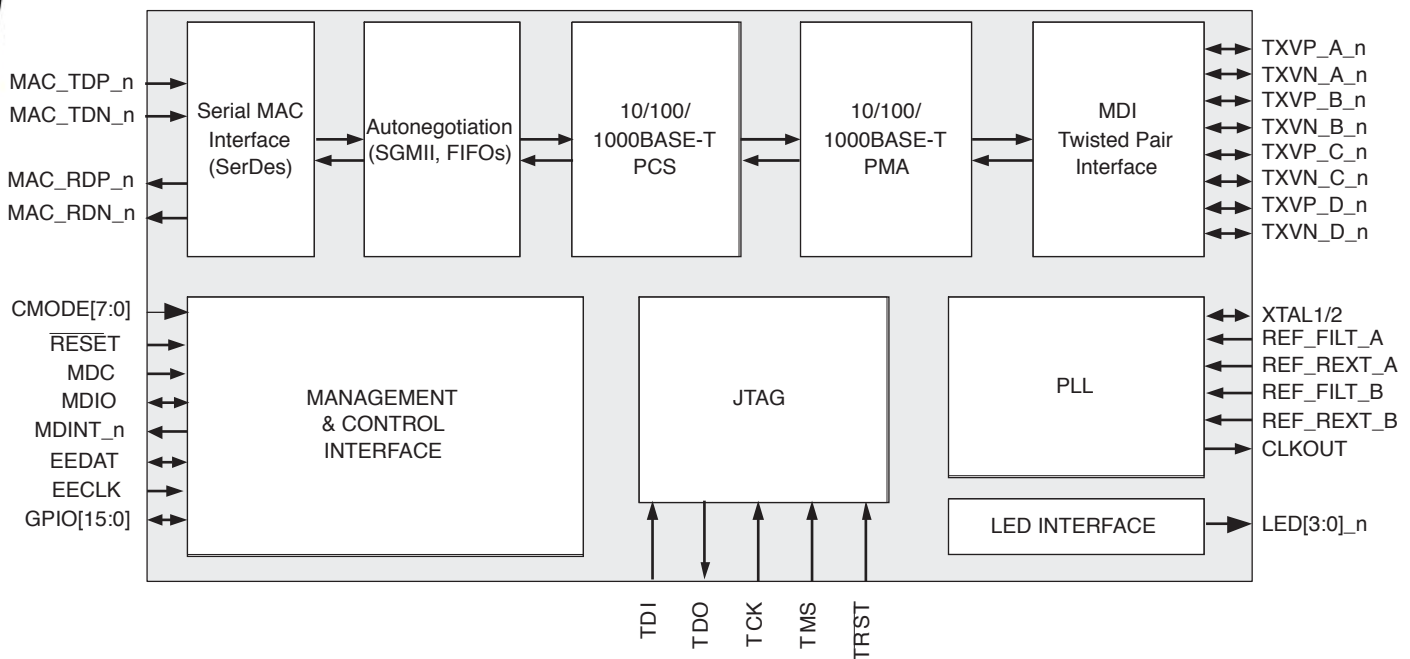 MAC_TDP_n
MAC_TDN_n
MAC_RDP_n
MAC_RDN_n
Serial MAC
Interface
(SerDes)
Autonegotiation
(SGMII, FIFOs)
10/100/
1000BASE-T
PCS
10/100/
1000BASE-T
PMA
MDI
Twisted Pair
Interface
TXVP_A_n
TXVN_A_n
TXVP_B_n
TXVN_B_n
TXVP_C_n
TXVN_C_n
TXVP_D_n
TXVN_D_n
CMODE[7:0]
RESET
MDC
MDIO
MDINT_n
EEDAT
EECLK
GPIO[15:0]
MANAGEMENT
& CONTROL
INTERFACE
JTAG
PLL
XTAL1/2
REF_FILT_A
REF_REXT_A
REF_FILT_B
REF_REXT_B
CLKOUT
LED INTERFACE
LED[3:0]_n
TDI
TDO
TCK
TMS
TRST